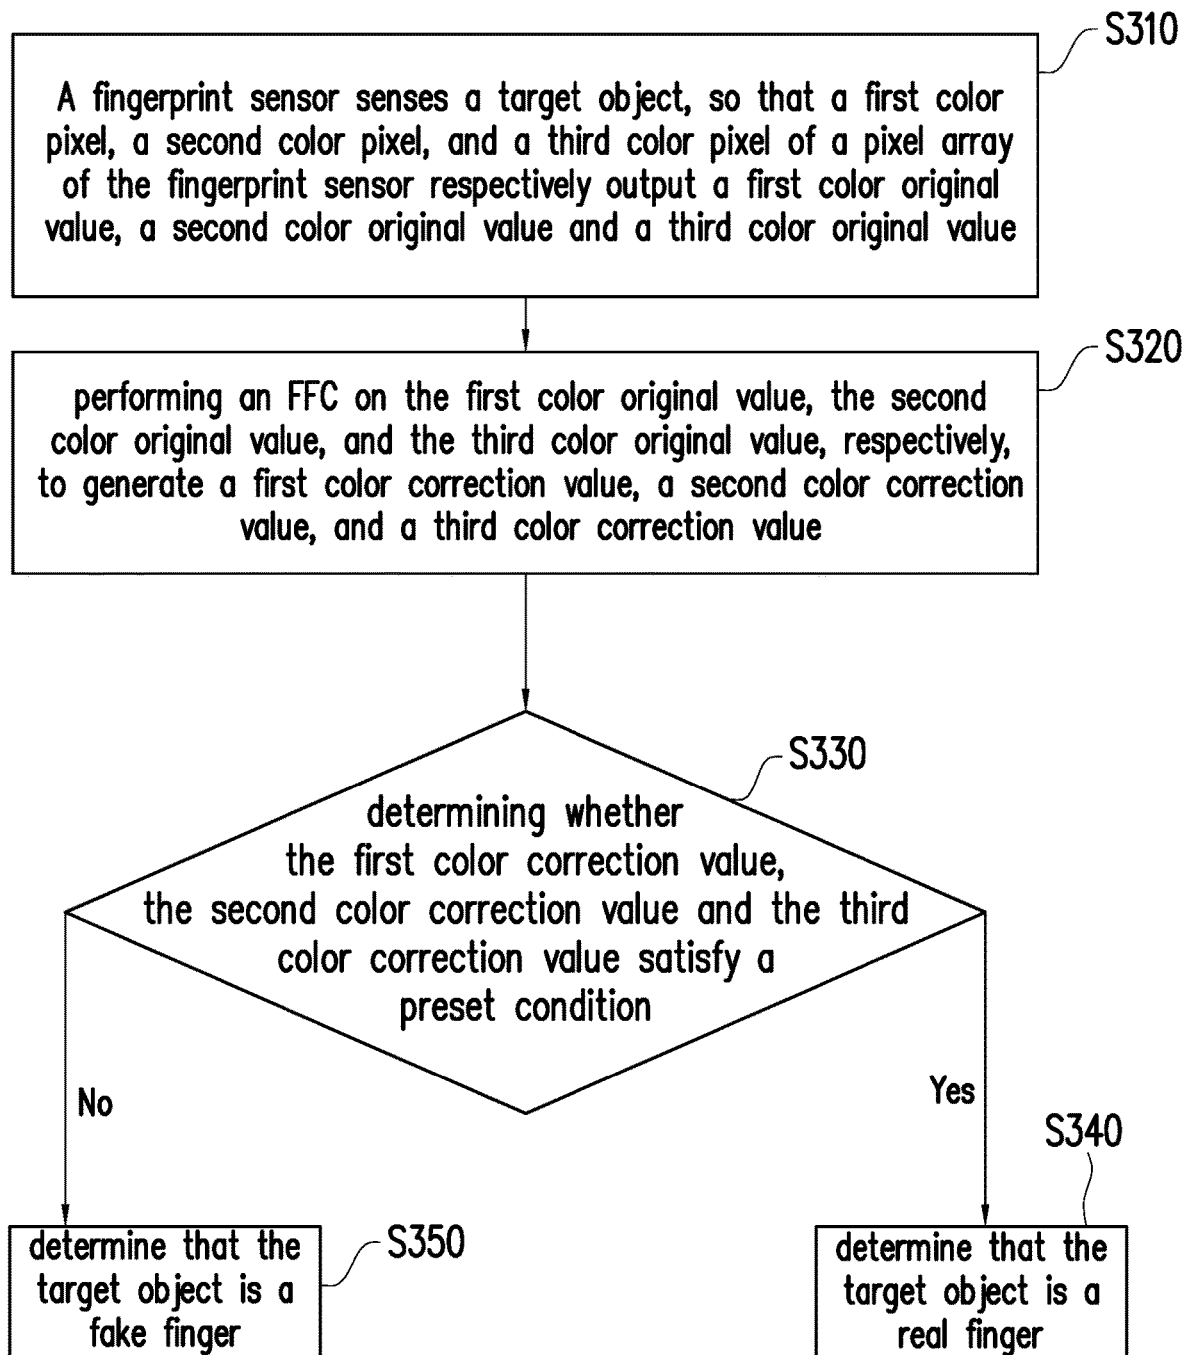 S310
A fingerprint sensor senses a target object, so that a first color
pixel, a second color pixel, and a third color pixel of a pixel array
of the fingerprint sensor respectively output a first color original
value, a second color original value and a third color original value
S320
performing an FFC on the first color original value, the second
color original value, and the third color original value, respectively,
to generate a first color correction value, a second color correction
value, and a third color correction value
S330
determining whether
the first color correction value,
the second color correction value and the third
color correction value satisfy a
preset condition
No
Yes
S340
S350
determine that the
target object is a
fake finger
determine that the
target object is a
real finger